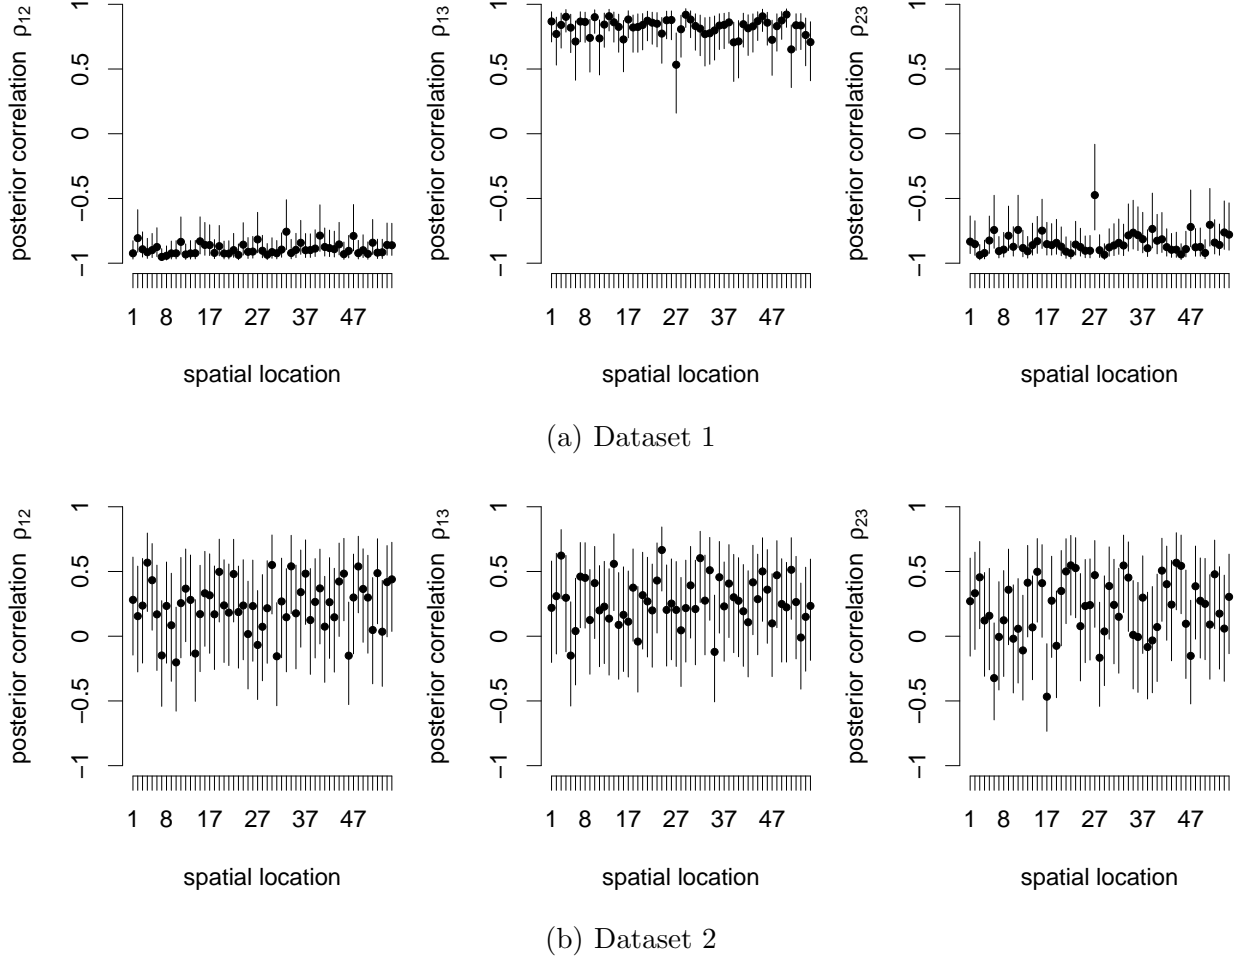 posterior correlation ρ12
−1 −0.5 0 0.5 1
1 8 17 27 37 47
spatial location
posterior correlation ρ13
−1 −0.5 0 0.5 1
1 8 17 27 37 47
spatial location
posterior correlation ρ23
−1 −0.5 0 0.5 1
1 8 17 27 37 47
spatial location
(a) Dataset 1
posterior correlation ρ12
−1 −0.5 0 0.5 1
1 8 17 27 37 47
spatial location
posterior correlation ρ13
−1 −0.5 0 0.5 1
1 8 17 27 37 47
spatial location
posterior correlation ρ23
−1 −0.5 0 0.5 1
1 8 17 27 37 47
spatial location
(b) Dataset 2